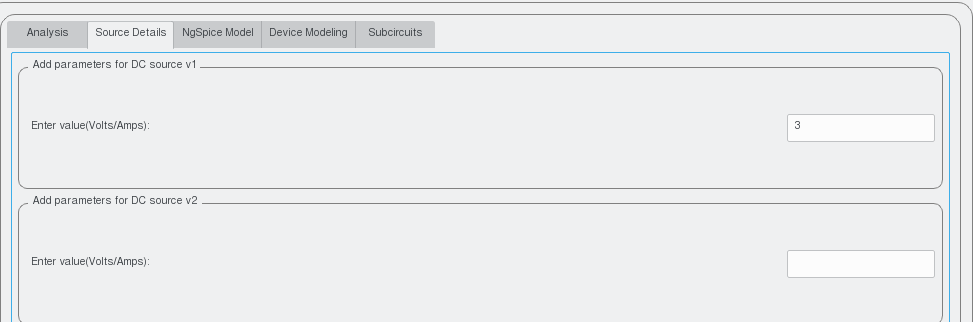 Analysis Source Details NgSpice Model Device Modeling Subcircuits
Add parameters for DC source v1
Enter value(Volts/Amps): 3
Add parameters for DC source v2
Enter value(Volts/Amps):